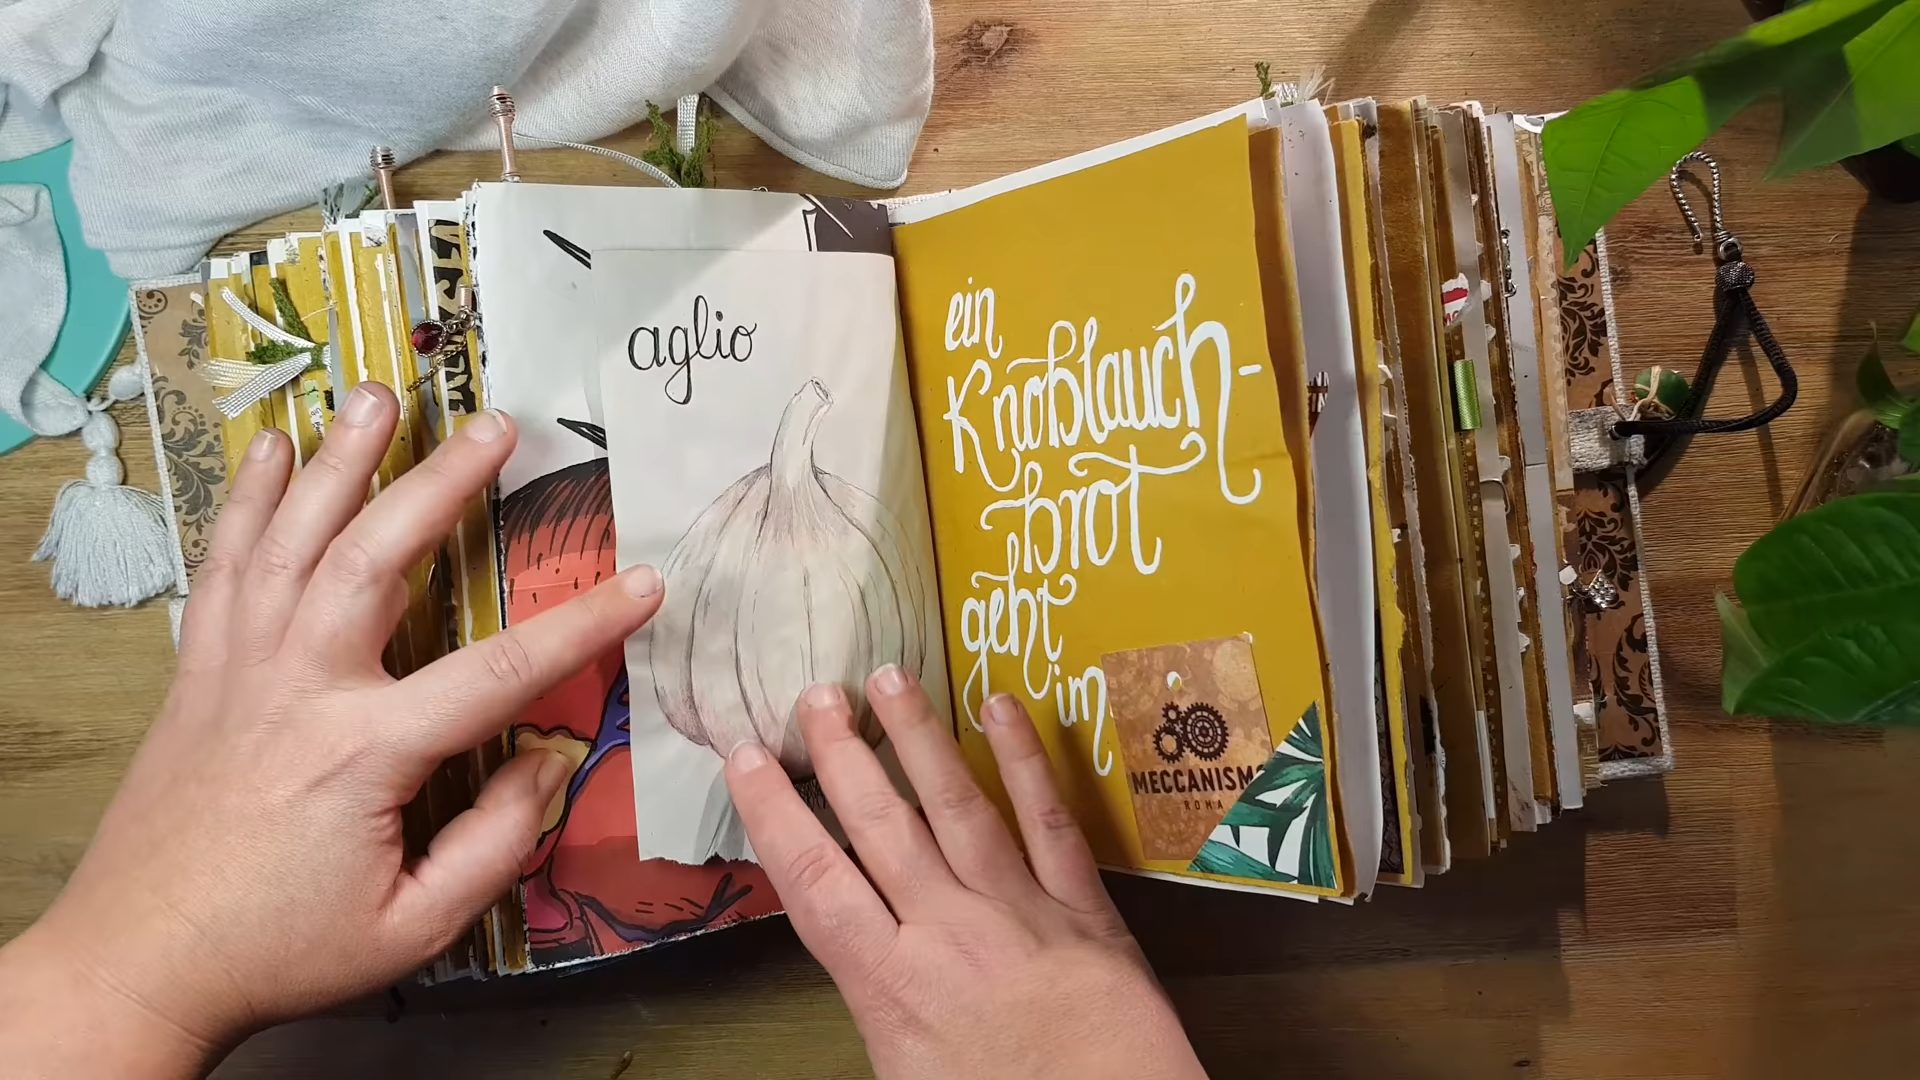 aglio
ein
Knoblauch-
brot
geht
im
MECCANISMO
ROMA